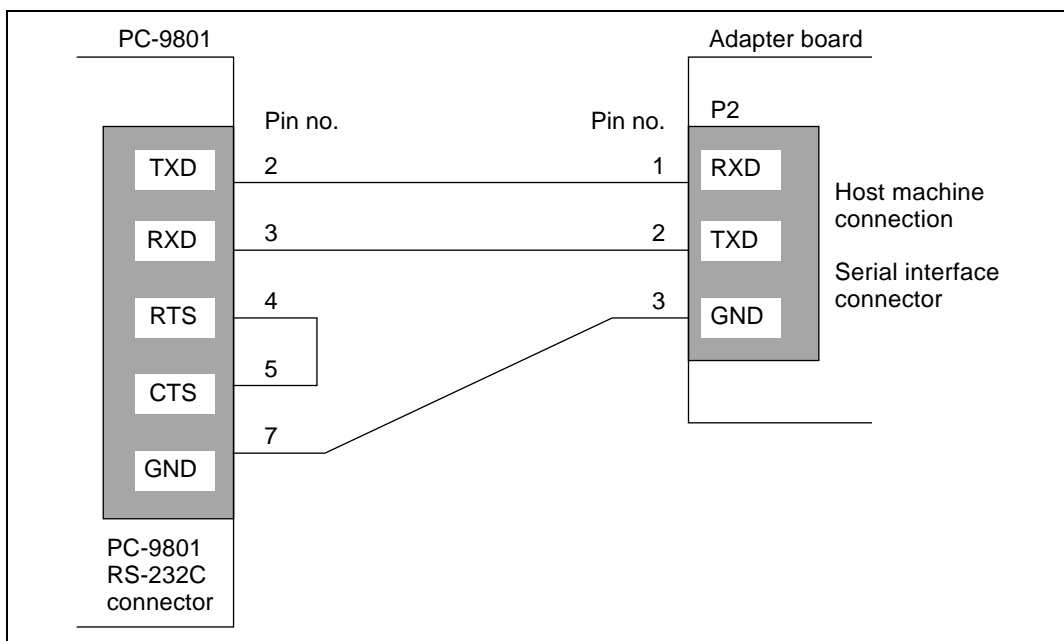 PC-9801
Adapter board
Pin no.
Pin no.
P2
TXD
2
1
RXD
RXD
3
2
TXD
RTS
4
3
GND
CTS
5
GND
7
Host machine
connection
Serial interface
connector
PC-9801
RS-232C
connector